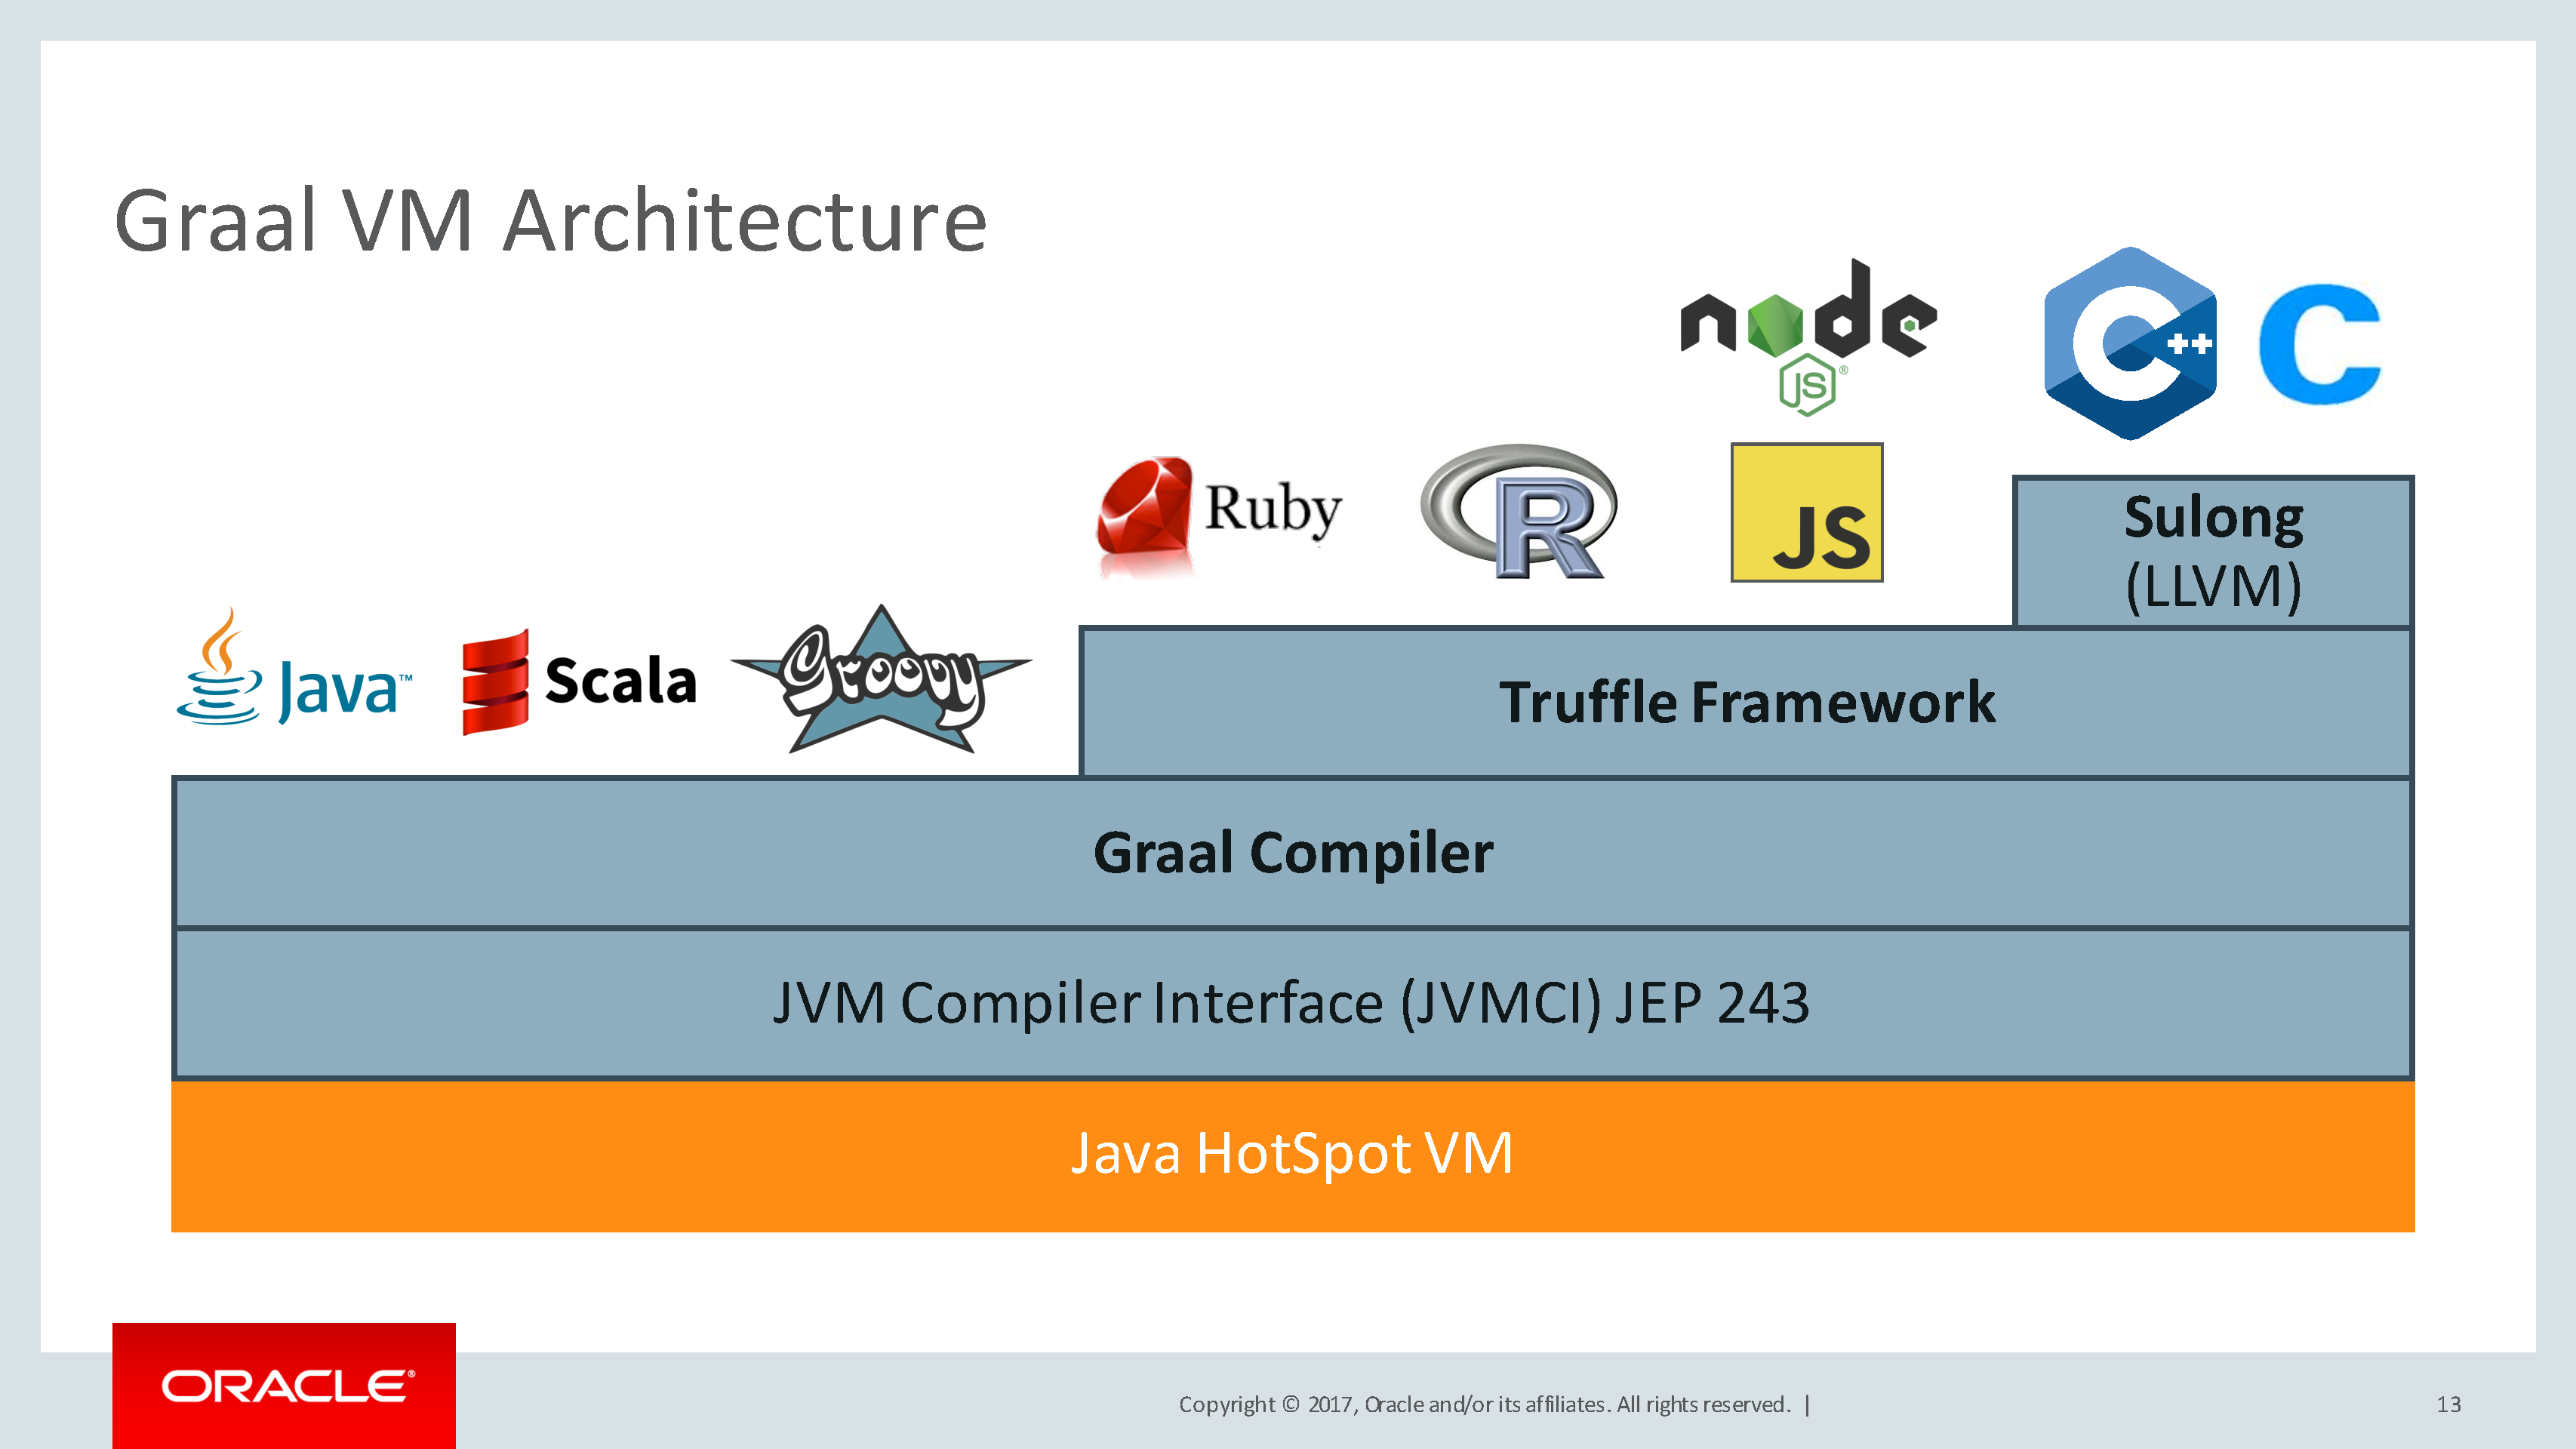 Graal VM Architecture
node
JS®
C++
C
Ruby
R
JS
Sulong
(LLVM)
Java™
Scala
Groovy
Truffle Framework
Graal Compiler
JVM Compiler Interface (JVMCI) JEP 243
Java HotSpot VM
ORACLE®
Copyright © 2017, Oracle and/or its affiliates. All rights reserved. |
13